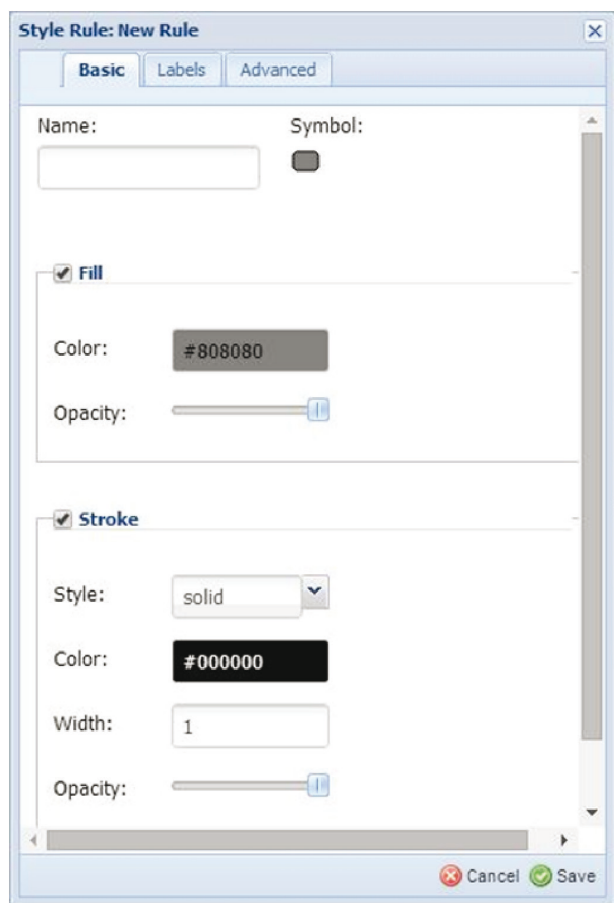 Style Rule: New Rule
Basic Labels Advanced
Name: Symbol:
Fill
Color: #808080
Opacity:
Stroke
Style: solid
Color: #000000
Width: 1
Opacity:
Cancel Save